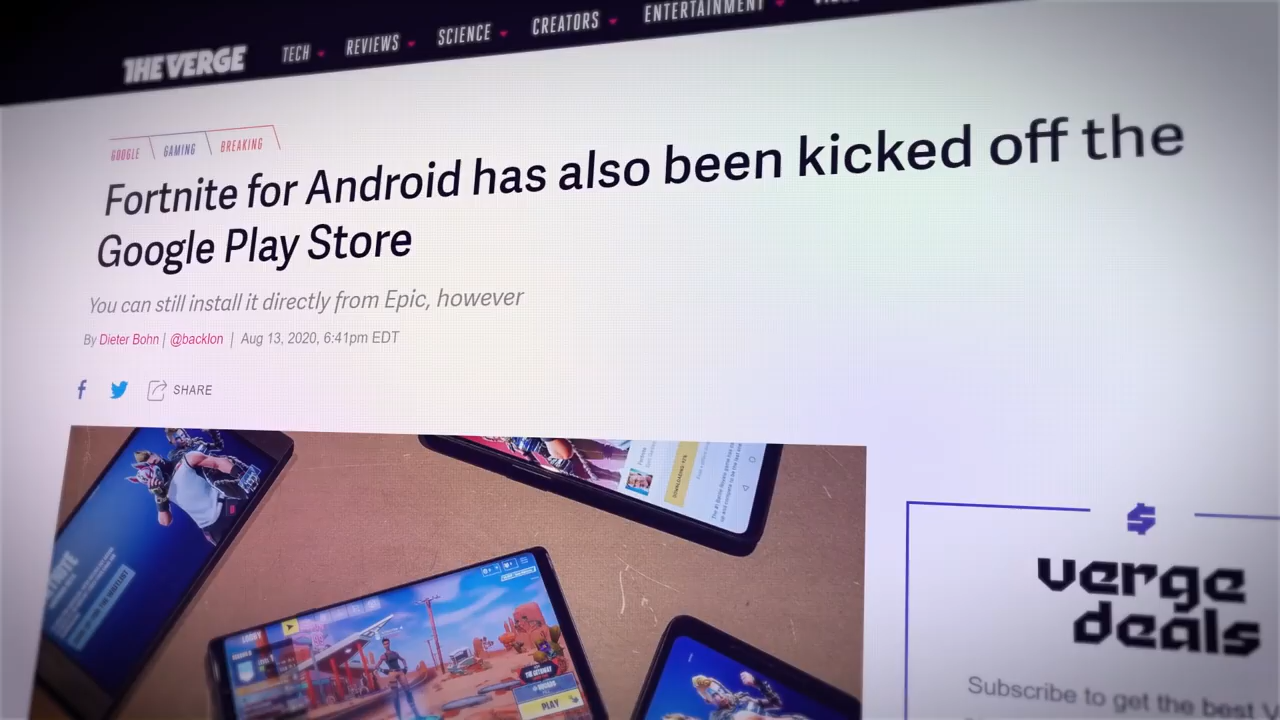 THE VERGE
TECH REVIEWS SCIENCE CREATORS ENTERTAINMENT
GOOGLE GAMING BREAKING
Fortnite for Android has also been kicked off the
Google Play Store
You can still install it directly from Epic, however
By Dieter Bohn | @backlon | Aug 13, 2020, 6:41pm EDT
f SHARE
LOBBY
PLAY
$
verge
deals
Subscribe to get the best V